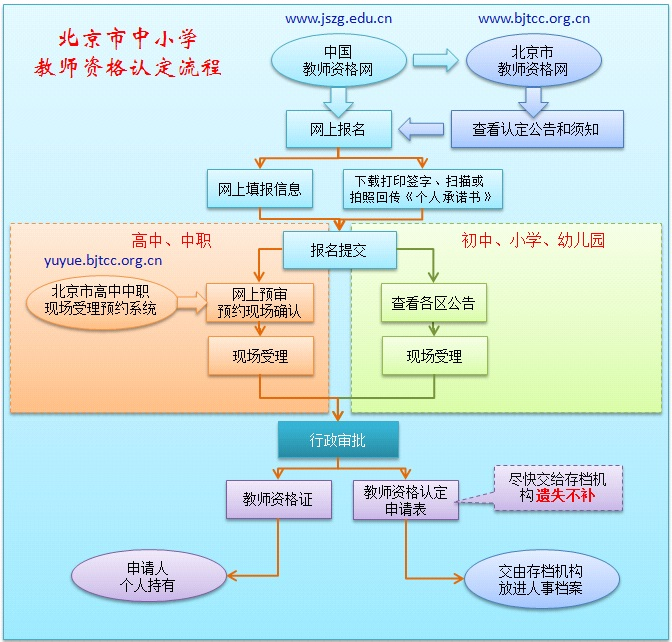 www.jszg.edu.cn
www.bjtcc.org.cn
北京市中小学
教师资格认定流程
中国
教师资格网
北京市
教师资格网
网上报名
查看认定公告和须知
网上填报信息
下载打印签字、扫描或
拍照回传《个人承诺书》
高中、中职
报名提交
初中、小学、幼儿园
yuyue.bjtcc.org.cn
北京市高中中职
现场受理预约系统
网上预审
预约现场确认
查看各区公告
现场受理
现场受理
行政审批
教师资格证
教师资格认定
申请表
尽快交给存档机
构遗失不补
申请人
个人持有
交由存档机构
放进人事档案